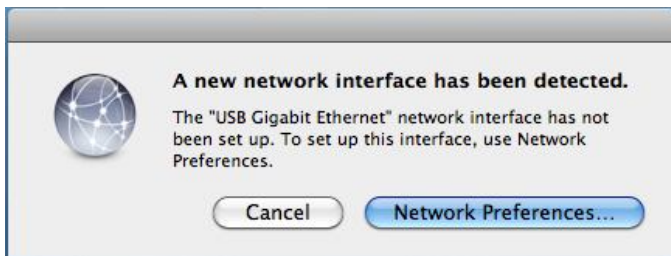 A new network interface has been detected.
The "USB Gigabit Ethernet" network interface has not
been set up. To set up this interface, use Network
Preferences.
Cancel
Network Preferences...